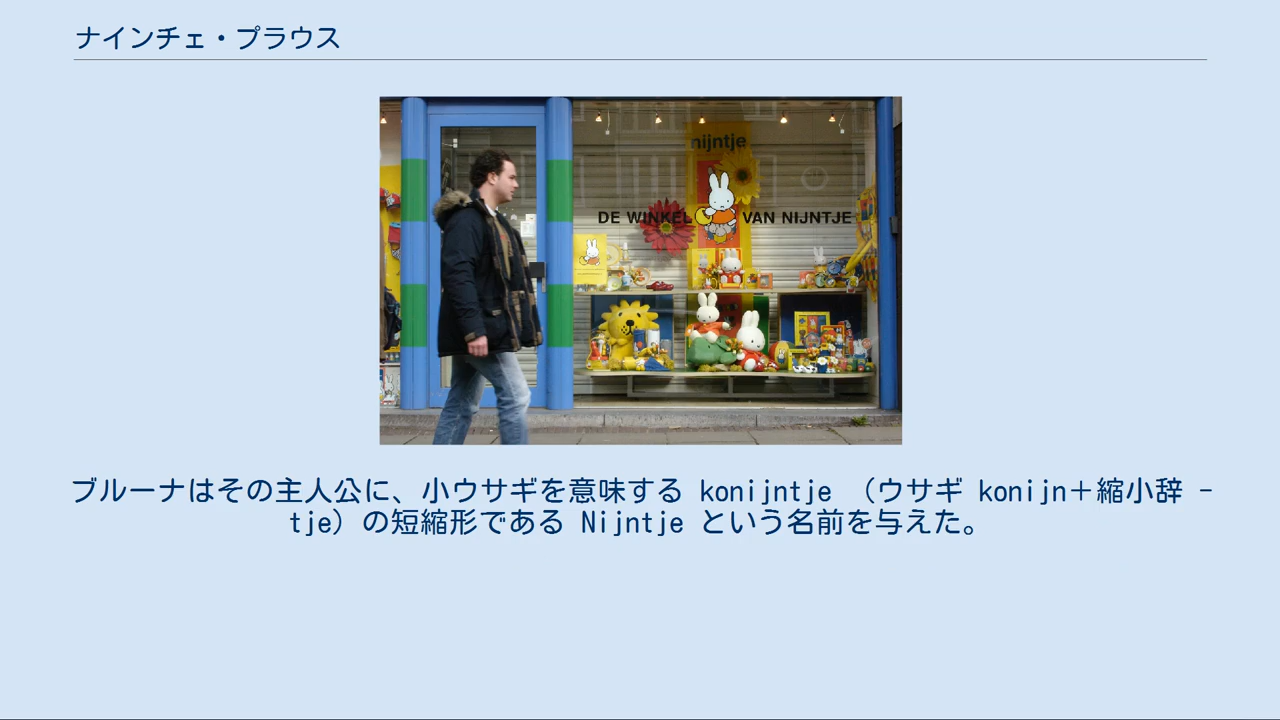 ナインチェ・プラウス
nijntje
DE WINKEL VAN NIJNTJE
ブルーナはその主人公に、小ウサギを意味する konijntje （ウサギ konijn＋縮小辞 -
tje）の短縮形である Nijntje という名前を与えた。